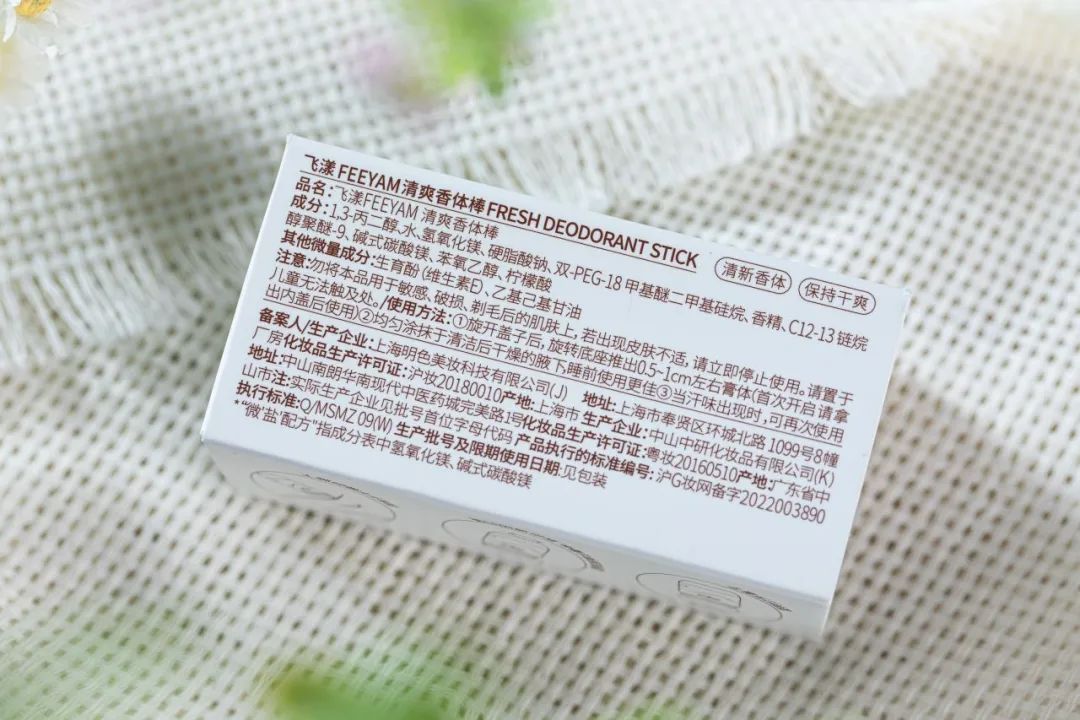 飞漾 FEEYAM 清爽香体棒 FRESH DEODORANT STICK
清新香体 保持干爽
品名：飞漾FEEYAM 清爽香体棒
成分：1,3-丙二醇、水、氢氧化镁、硬脂酸钠、双-PEG-18 甲基醚二甲基硅烷、香精、C12-13 链烷
醇聚醚-9、碱式碳酸镁、苯氧乙醇、柠檬酸
其他微量成分：生育酚（维生素E）、乙基己基甘油
注意：勿将本品用于敏感、破损、剃毛后的肌肤上，若出现皮肤不适，请立即停止使用。请置于
儿童无法触及处。/使用方法：①旋开盖子后，旋转底座推出0.5~1cm左右膏体(首次开启请拿
出内盖后使用)②均匀涂抹于清洁后干燥的腋下睡前使用更佳③当汗味出现时，可再次使用
备案人/生产企业：上海明色美妆科技有限公司(J) 地址：上海市奉贤区环城北路 1099号8幢
厂房化妆品生产许可证：沪妆20180010产地：上海市 生产企业：中山中研化妆品有限公司(K)
地址：中山南朗华南现代中医药城完美路1号化妆品生产许可证：粤妆20160510产地：广东省中
山市注：实际生产企业见批号首位字母代码 产品执行的标准编号：沪G妆网备字2022003890
执行标准：Q/MSMZ 09(W) 生产批号及限期使用日期：见包装
*“微‘盐’配方”指成分表中氢氧化镁、碱式碳酸镁